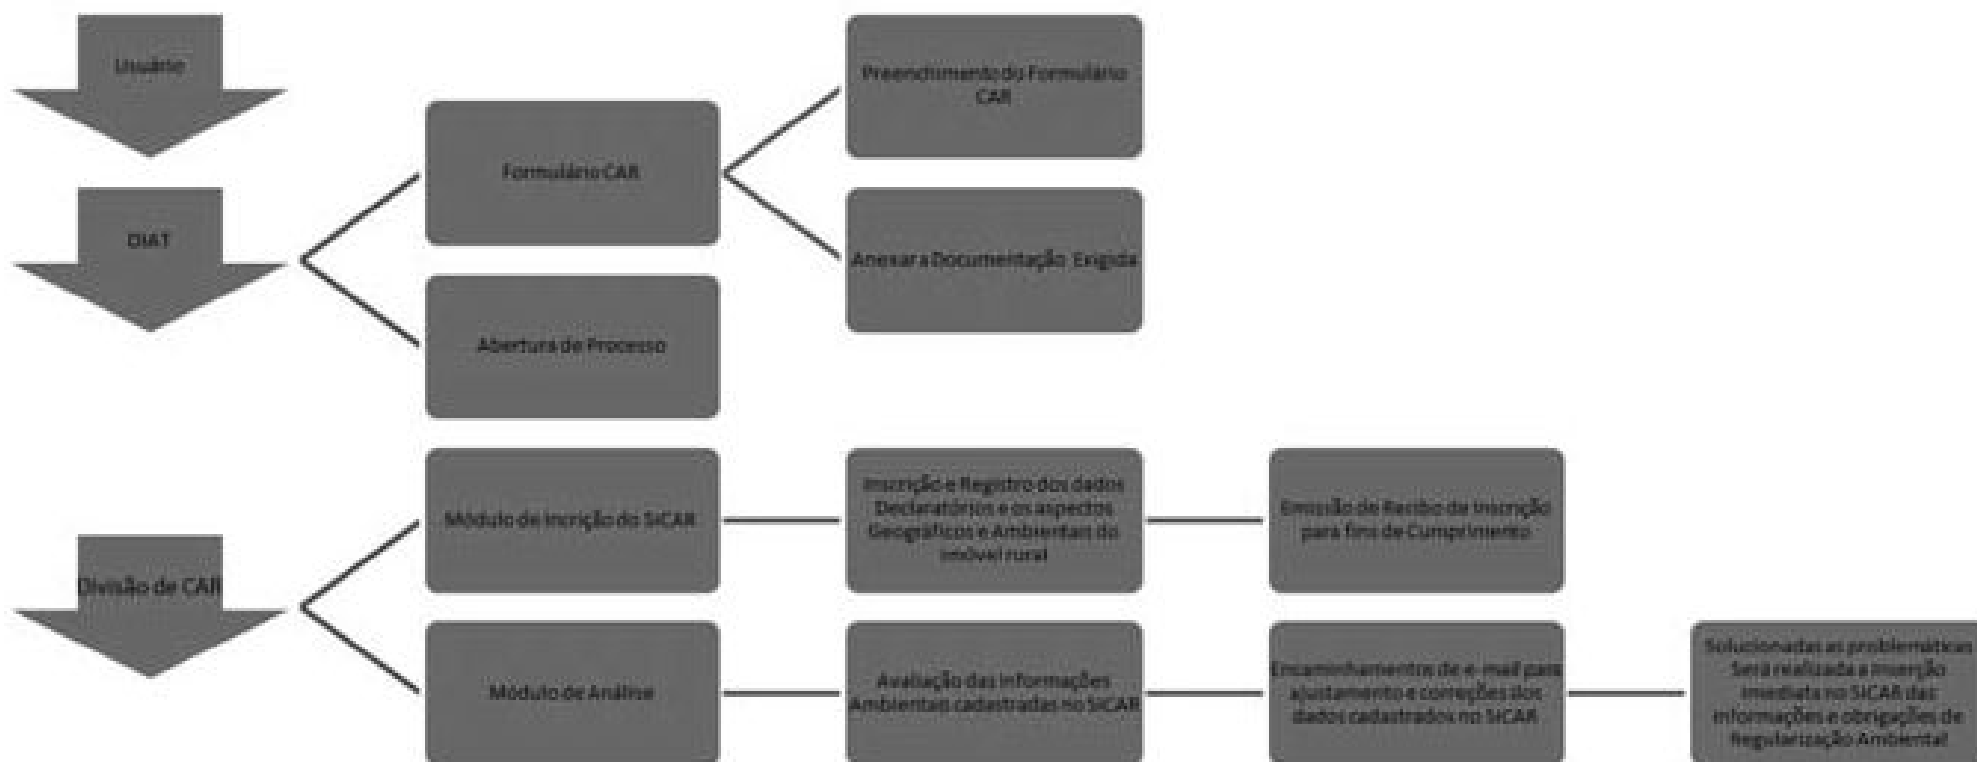 Usuário
DIAT
Formulário CAR
Preenchimento do Formulário
CAR
Anexar a Documentação Exigida
Abertura de Processo
Divisão de CAR
Módulo de Incrição do SICAR
Inscrição e Registro dos dados
Declaratórios e os aspectos
Geográficos e Ambientais do
imóvel rural
Emissão de Recibo de Inscrição
para fins de Cumprimento
Módulo de Análise
Avaliação das informações
Ambientais cadastradas no SICAR
Encaminhamentos de e-mail para
ajustamento e correções dos
dados cadastrados no SICAR
Solucionadas as problemáticas
Será realizada a inserção
imediata no SICAR das
informações e obrigações de
Regularização Ambiental